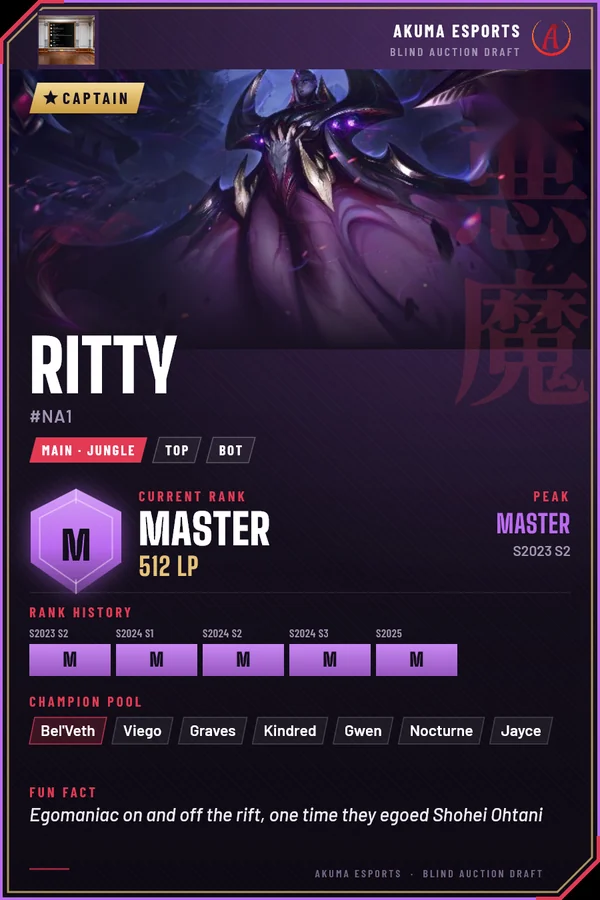 AKUMA ESPORTS
BLIND AUCTION DRAFT
A
★ CAPTAIN
悪
魔
RITTY
#NA1
MAIN · JUNGLE
TOP
BOT
M
CURRENT RANK
MASTER
512 LP
PEAK
MASTER
S2023 S2
RANK HISTORY
S2023 S2 S2024 S1 S2024 S2 S2024 S3 S2025
M M M M M
CHAMPION POOL
Bel'Veth Viego Graves Kindred Gwen Nocturne Jayce
FUN FACT
Egomaniac on and off the rift, one time they egoed Shohei Ohtani
AKUMA ESPORTS · BLIND AUCTION DRAFT